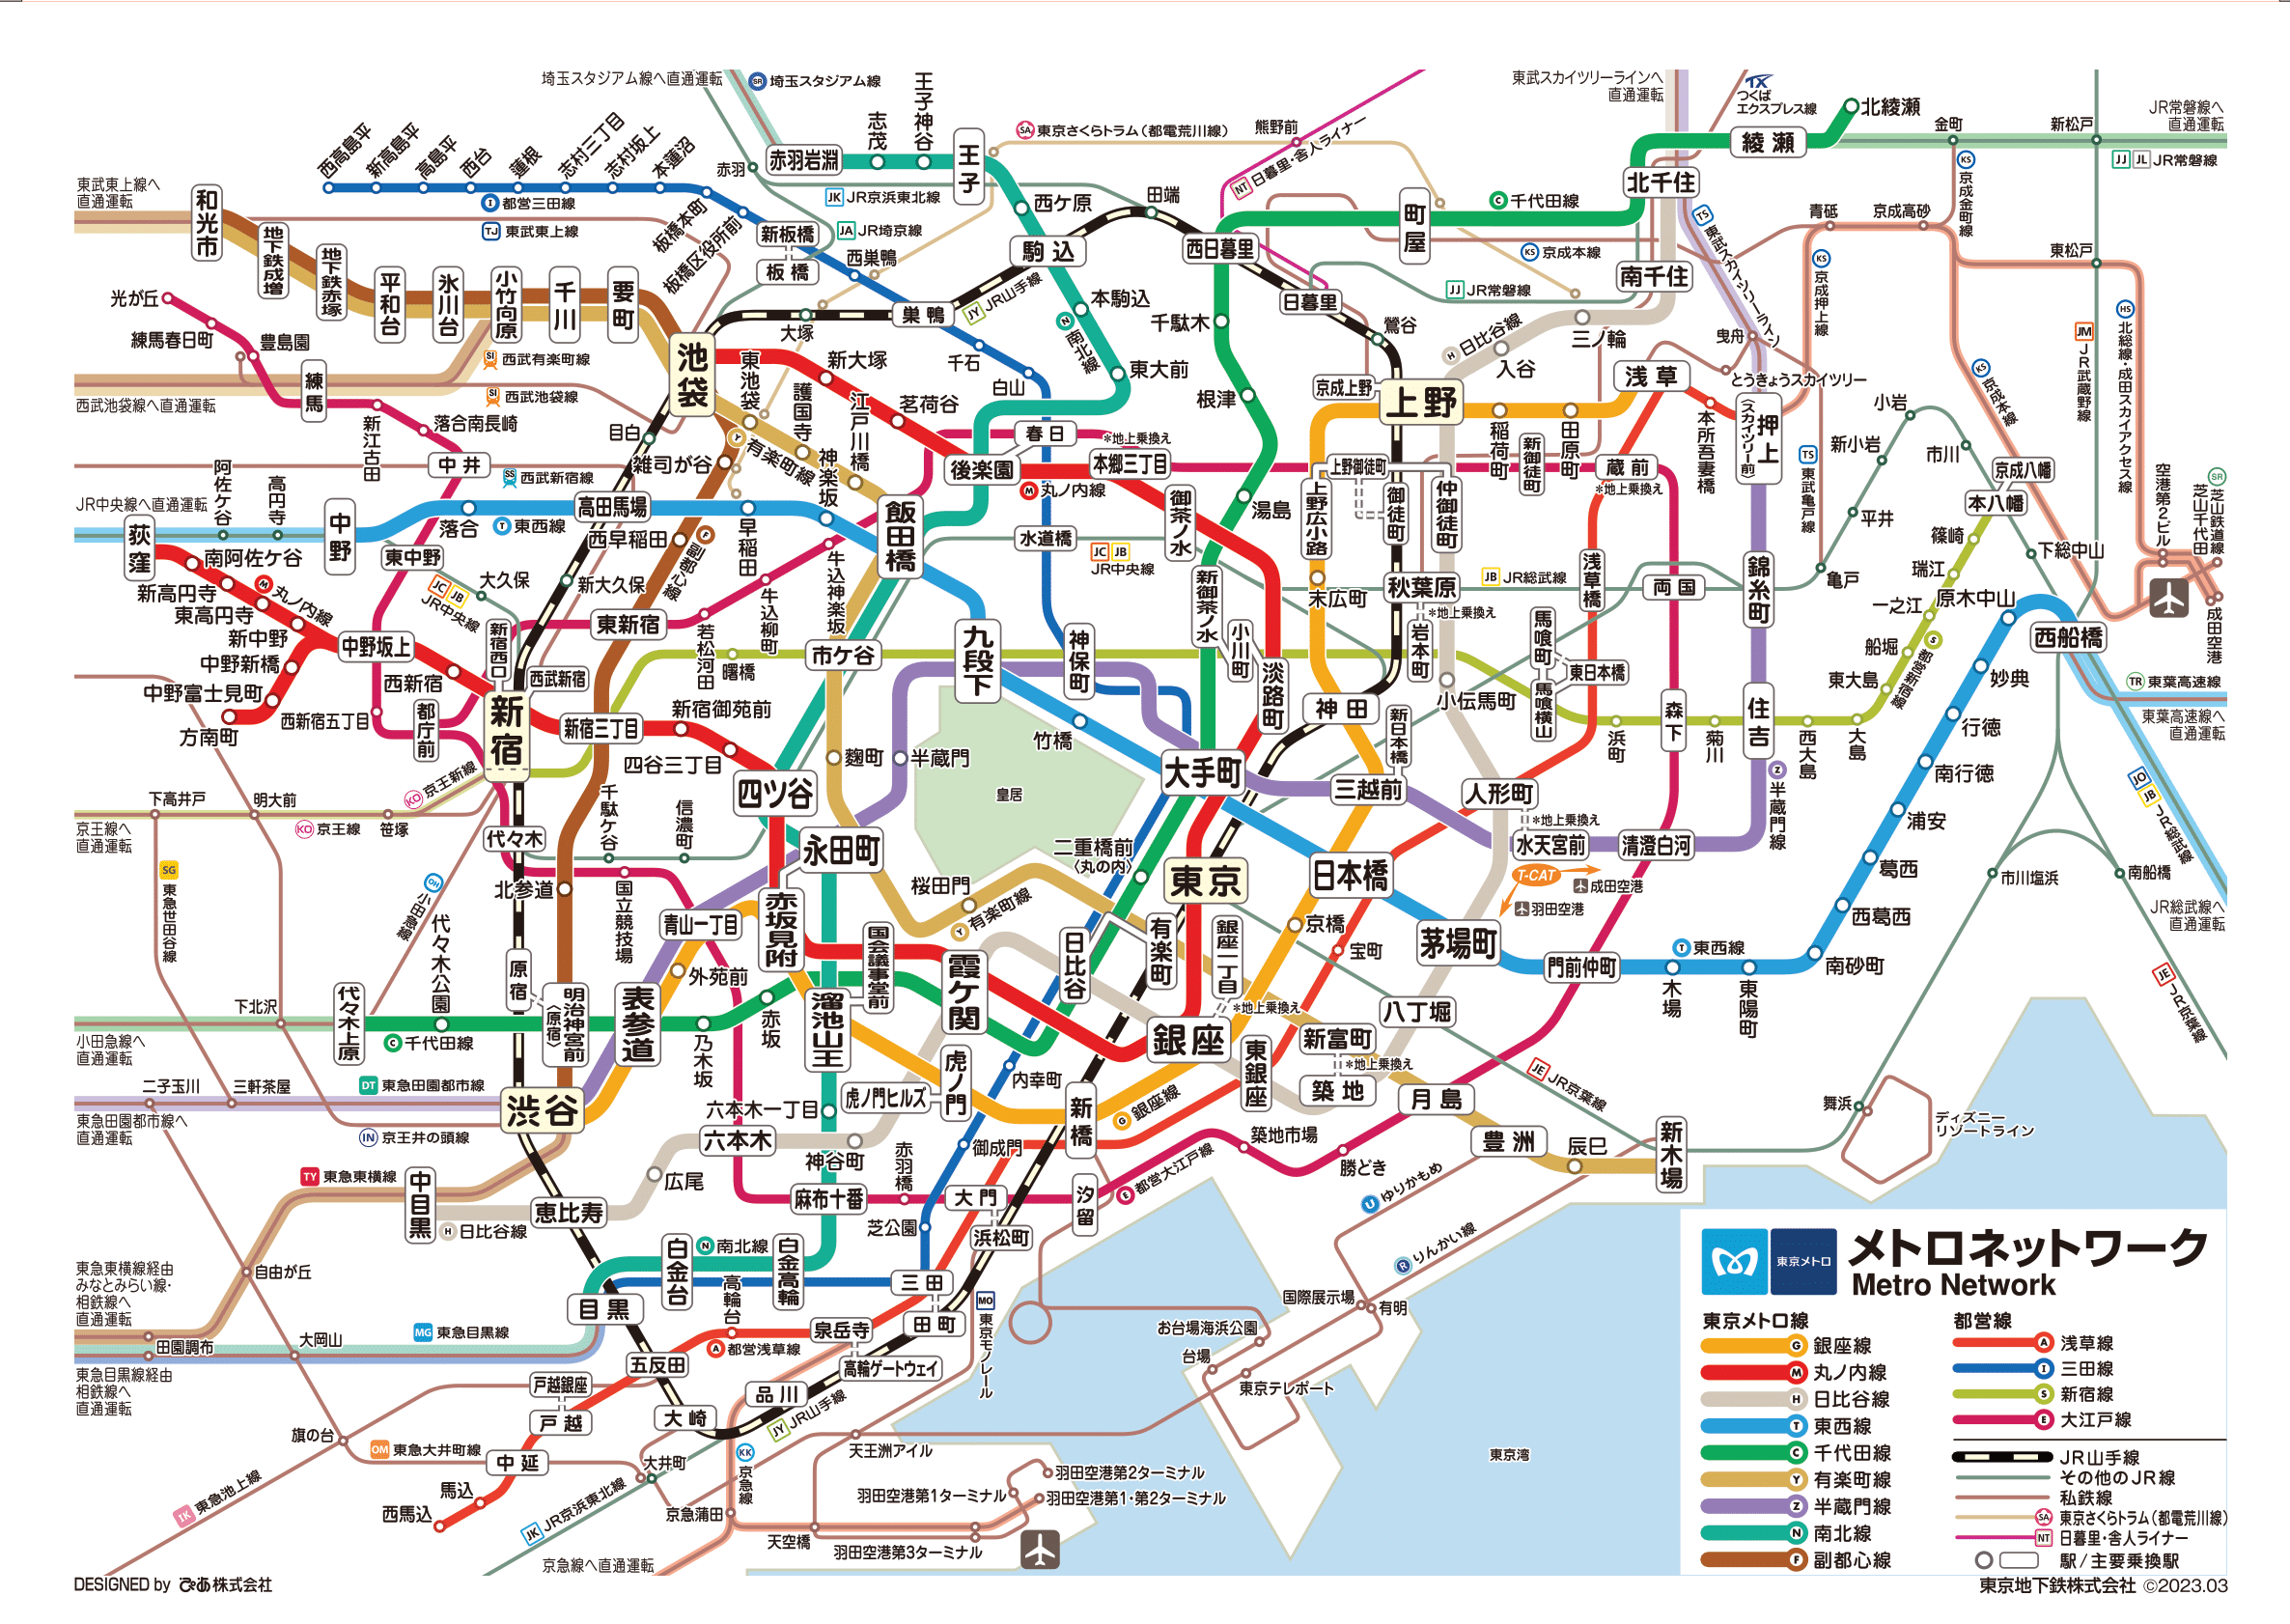 埼玉スタジアム線へ直通運転
SR 埼玉スタジアム線
志茂
王子神谷
赤羽岩淵
王子
赤羽
SA 東京さくらトラム（都電荒川線）
熊野前
NT 日暮里・舎人ライナー
東武スカイツリーラインへ
直通運転
TX
つくば
エクスプレス線
北綾瀬
綾瀬
金町
新松戸
JR常磐線へ
直通運転
JJ JL JR常磐線
西高島平
新高島平
高島平
西台
蓮根
志村三丁目
志村坂上
本蓮沼
板橋本町
板橋区役所前
I 都営三田線
TJ 東武東上線
東武東上線へ
直通運転
和光市
地下鉄成増
地下鉄赤塚
平和台
氷川台
小竹向原
千川
要町
新板橋
板橋
JK JR京浜東北線
JA JR埼京線
西巣鴨
西ケ原
田端
駒込
JY JR山手線
巣鴨
大塚
西日暮里
日暮里
町屋
C 千代田線
北千住
南千住
KS 京成本線
JJ JR常磐線
TS 東武スカイツリーライン
青砥
京成高砂
KS 京成金町線
KS 京成押上線
東松戸
HS 北総線 成田スカイアクセス線
JM JR武蔵野線
KS 京成本線
光が丘
練馬春日町
豊島園
練馬
新江古田
落合南長崎
中井
SI 西武有楽町線
SI 西武池袋線
西武池袋線へ直通運転
池袋
目白
東池袋
護国寺
江戸川橋
新大塚
茗荷谷
千石
白山
本駒込
N 南北線
東大前
千駄木
根津
湯島
鶯谷
京成上野
上野
H 日比谷線
入谷
三ノ輪
浅草
曳舟
とうきょうスカイツリー
押上
〈スカイツリー前〉
本所吾妻橋
稲荷町
田原町
新御徒町
蔵前
＊地上乗換え
TS 東武亀戸線
小岩
新小岩
市川
平井
亀戸
京成八幡
本八幡
篠崎
瑞江
一之江
船堀
東大島
S 都営新宿線
下総中山
原木中山
西船橋
空港第2ビル
芝山千代田
SR 芝山鉄道線
成田空港
TR 東葉高速線
東葉高速線へ
直通運転
阿佐ケ谷
高円寺
JR中央線へ直通運転
荻窪
中野
落合
T 東西線
SS 西武新宿線
高田馬場
雑司が谷
Y 有楽町線
神楽坂
早稲田
西早稲田
F 副都心線
飯田橋
春日
後楽園
＊地上乗換え
本郷三丁目
M 丸ノ内線
水道橋
JC JB
JR中央線
御茶ノ水
新御茶ノ水
小川町
淡路町
上野御徒町
上野広小路
御徒町
仲御徒町
末広町
秋葉原
＊地上乗換え
岩本町
JB JR総武線
浅草橋
両国
錦糸町
馬喰町
馬喰横山
東日本橋
小伝馬町
神田
新日本橋
三越前
南阿佐ケ谷
新高円寺
東高円寺
新中野
M 丸ノ内線
中野新橋
中野富士見町
方南町
東中野
JC JB
JR中央線
大久保
新大久保
中野坂上
西新宿
西新宿五丁目
都庁前
新宿西口
西武新宿
新宿
新宿三丁目
東新宿
若松河田
牛込柳町
牛込神楽坂
曙橋
市ケ谷
新宿御苑前
四谷三丁目
四ツ谷
麹町
半蔵門
九段下
神保町
竹橋
大手町
皇居
二重橋前
〈丸の内〉
東京
日本橋
人形町
＊地上乗換え
水天宮前
清澄白河
Z 半蔵門線
浜町
森下
菊川
住吉
西大島
大島
妙典
行徳
南行徳
浦安
葛西
西葛西
南砂町
T 東西線
東陽町
木場
門前仲町
茅場町
T-CAT
成田空港
羽田空港
JO JB JR総武線
JR総武線へ
直通運転
JE JR京葉線
市川塩浜
南船橋
舞浜
ディズニー
リゾートライン
下高井戸
明大前
KO 京王新線
KO 京王線
笹塚
京王線へ
直通運転
SG 東急世田谷線
代々木
千駄ケ谷
信濃町
北参道
国立競技場
OH 小田急線
代々木公園
代々木上原
C 千代田線
原宿
明治神宮前
〈原宿〉
表参道
外苑前
青山一丁目
乃木坂
赤坂
赤坂見附
永田町
溜池山王
国会議事堂前
桜田門
Y 有楽町線
霞ケ関
日比谷
有楽町
銀座一丁目
＊地上乗換え
銀座
東銀座
京橋
宝町
新富町
＊地上乗換え
築地
八丁堀
月島
豊洲
辰巳
新木場
JE JR京葉線
下北沢
小田急線へ
直通運転
二子玉川
三軒茶屋
DT 東急田園都市線
東急田園都市線へ
直通運転
IN 京王井の頭線
渋谷
TY 東急東横線
中目黒
H 日比谷線
恵比寿
広尾
六本木
六本木一丁目
神谷町
虎ノ門ヒルズ
虎ノ門
内幸町
新橋
G 銀座線
御成門
赤羽橋
麻布十番
大門
芝公園
浜松町
汐留
E 都営大江戸線
築地市場
勝どき
U ゆりかもめ
R りんかい線
国際展示場
有明
お台場海浜公園
台場
東京テレポート
東京湾
MO 東京モノレール
N 南北線
白金台
白金高輪
高輪台
三田
田町
目黒
泉岳寺
高輪ゲートウェイ
A 都営浅草線
五反田
品川
JY JR山手線
大崎
戸越銀座
戸越
中延
馬込
西馬込
自由が丘
東急東横線経由
みなとみらい線・
相鉄線へ
直通運転
田園調布
大岡山
MG 東急目黒線
東急目黒線経由
相鉄線へ
直通運転
旗の台
OM 東急大井町線
IK 東急池上線
大井町
JK JR京浜東北線
KK 京急線
京急蒲田
京急線へ直通運転
天王洲アイル
天空橋
羽田空港第1ターミナル
羽田空港第2ターミナル
羽田空港第1・第2ターミナル
羽田空港第3ターミナル
東京メトロ
メトロネットワーク
Metro Network
東京メトロ線
G 銀座線
M 丸ノ内線
H 日比谷線
T 東西線
C 千代田線
Y 有楽町線
Z 半蔵門線
N 南北線
F 副都心線
都営線
A 浅草線
I 三田線
S 新宿線
E 大江戸線
JR山手線
その他のJR線
私鉄線
SA 東京さくらトラム（都電荒川線）
NT 日暮里・舎人ライナー
駅/主要乗換駅
DESIGNED by ぴあ株式会社
東京地下鉄株式会社 ©2023.03